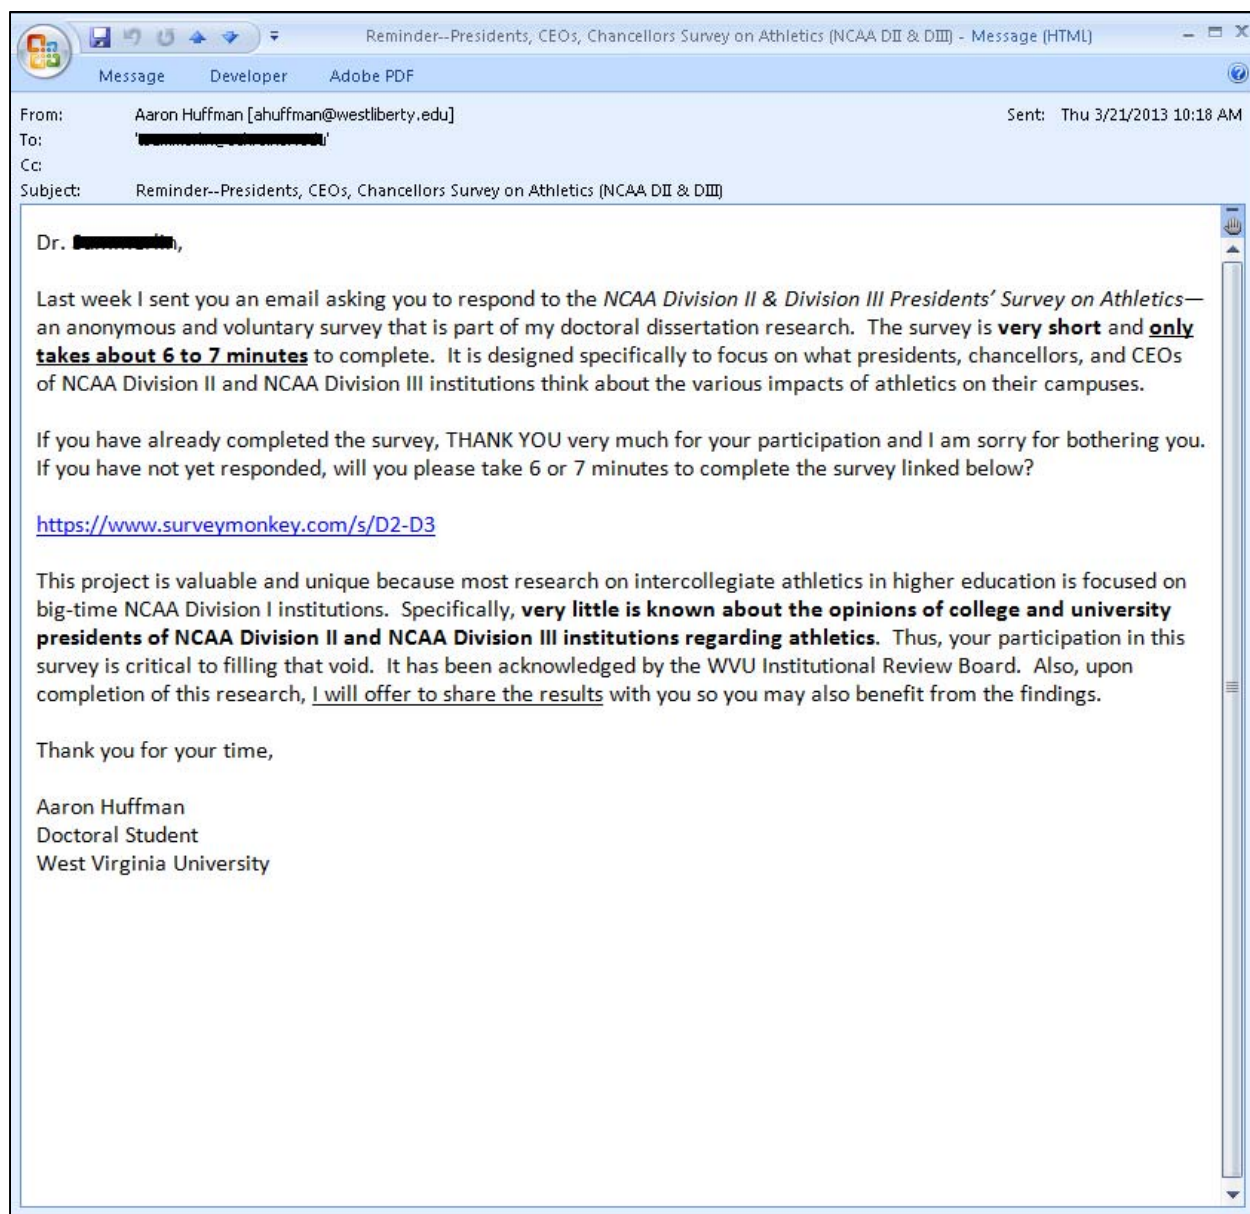 Reminder--Presidents, CEOs, Chancellors Survey on Athletics (NCAA DII & DIII) - Message (HTML)
Message Developer Adobe PDF
From: Aaron Huffman [ahuffman@westliberty.edu] Sent: Thu 3/21/2013 10:18 AM
To:
Cc:
Subject: Reminder--Presidents, CEOs, Chancellors Survey on Athletics (NCAA DII & DIII)
Dr. ,
Last week I sent you an email asking you to respond to the NCAA Division II & Division III Presidents’ Survey on Athletics—
an anonymous and voluntary survey that is part of my doctoral dissertation research. The survey is very short and only
takes about 6 to 7 minutes to complete. It is designed specifically to focus on what presidents, chancellors, and CEOs
of NCAA Division II and NCAA Division III institutions think about the various impacts of athletics on their campuses.
If you have already completed the survey, THANK YOU very much for your participation and I am sorry for bothering you.
If you have not yet responded, will you please take 6 or 7 minutes to complete the survey linked below?
https://www.surveymonkey.com/s/D2-D3
This project is valuable and unique because most research on intercollegiate athletics in higher education is focused on
big-time NCAA Division I institutions. Specifically, very little is known about the opinions of college and university
presidents of NCAA Division II and NCAA Division III institutions regarding athletics. Thus, your participation in this
survey is critical to filling that void. It has been acknowledged by the WVU Institutional Review Board. Also, upon
completion of this research, I will offer to share the results with you so you may also benefit from the findings.
Thank you for your time,
Aaron Huffman
Doctoral Student
West Virginia University